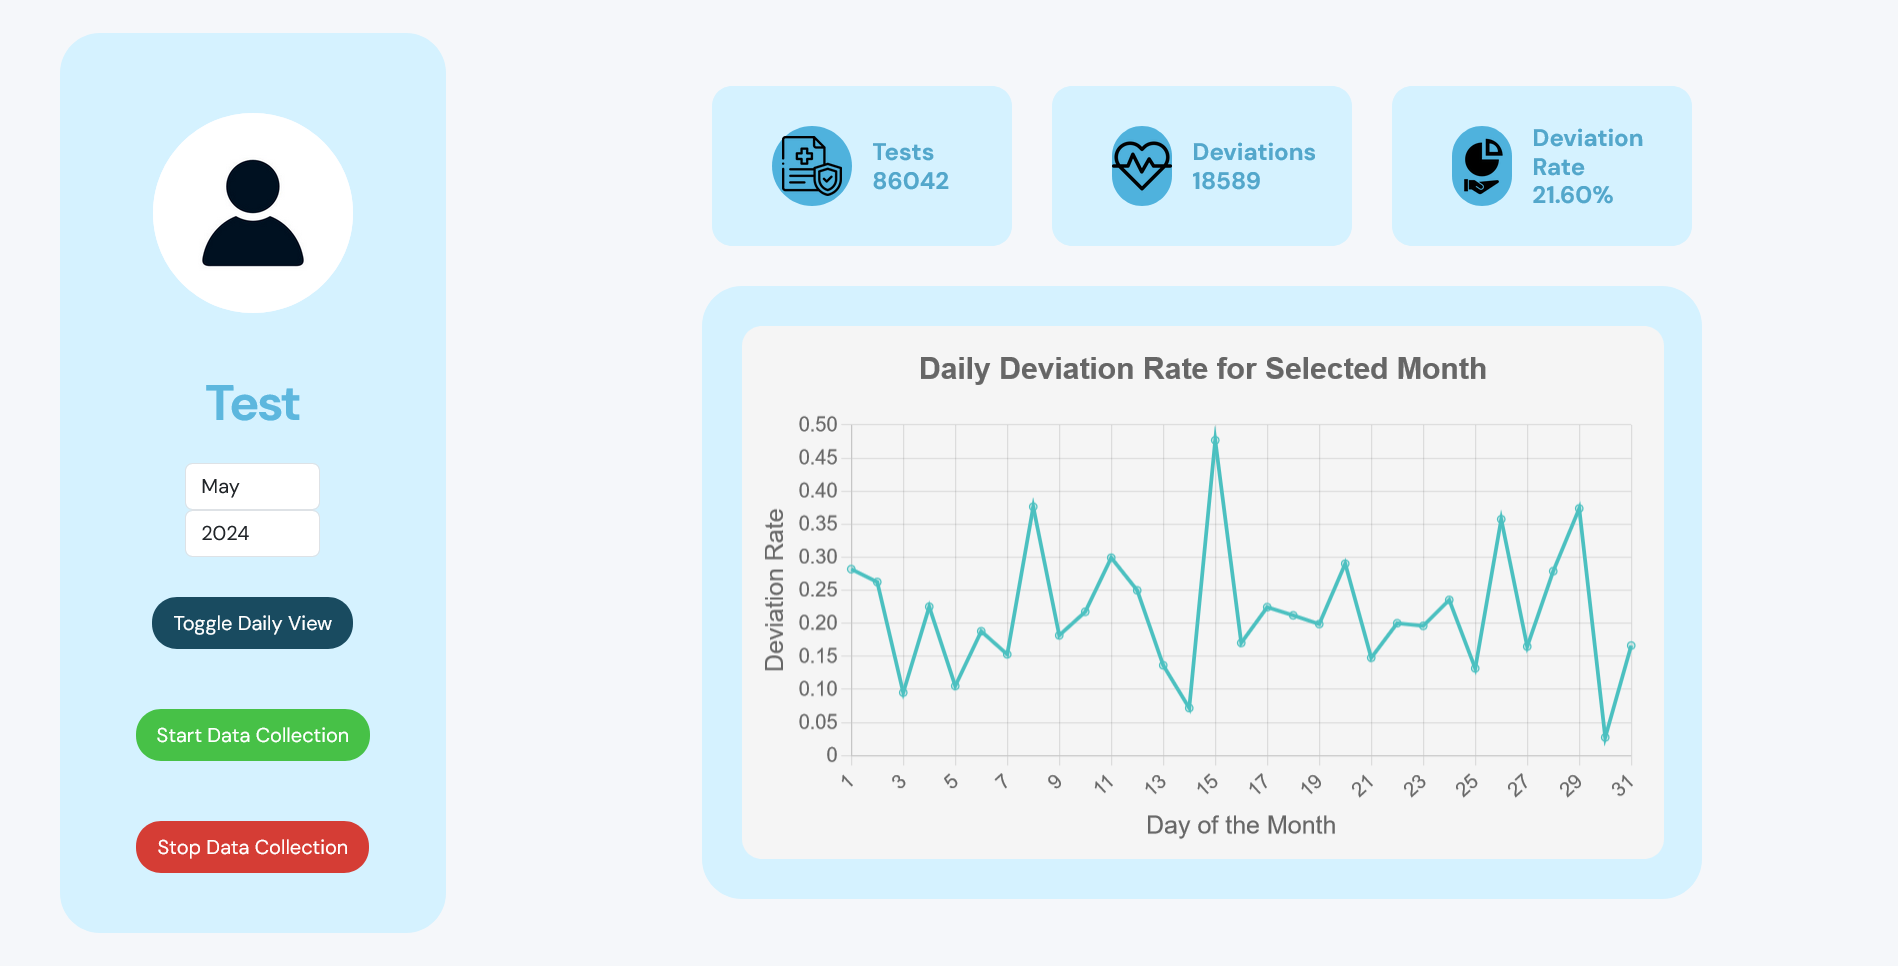 Test
May
2024
Toggle Daily View
Start Data Collection
Stop Data Collection
Tests
86042
Deviations
18589
Deviation
Rate
21.60%
Daily Deviation Rate for Selected Month
Deviation Rate
0.50
0.45
0.40
0.35
0.30
0.25
0.20
0.15
0.10
0.05
0
1 3 5 7 9 11 13 15 17 19 21 23 25 27 29 31
Day of the Month